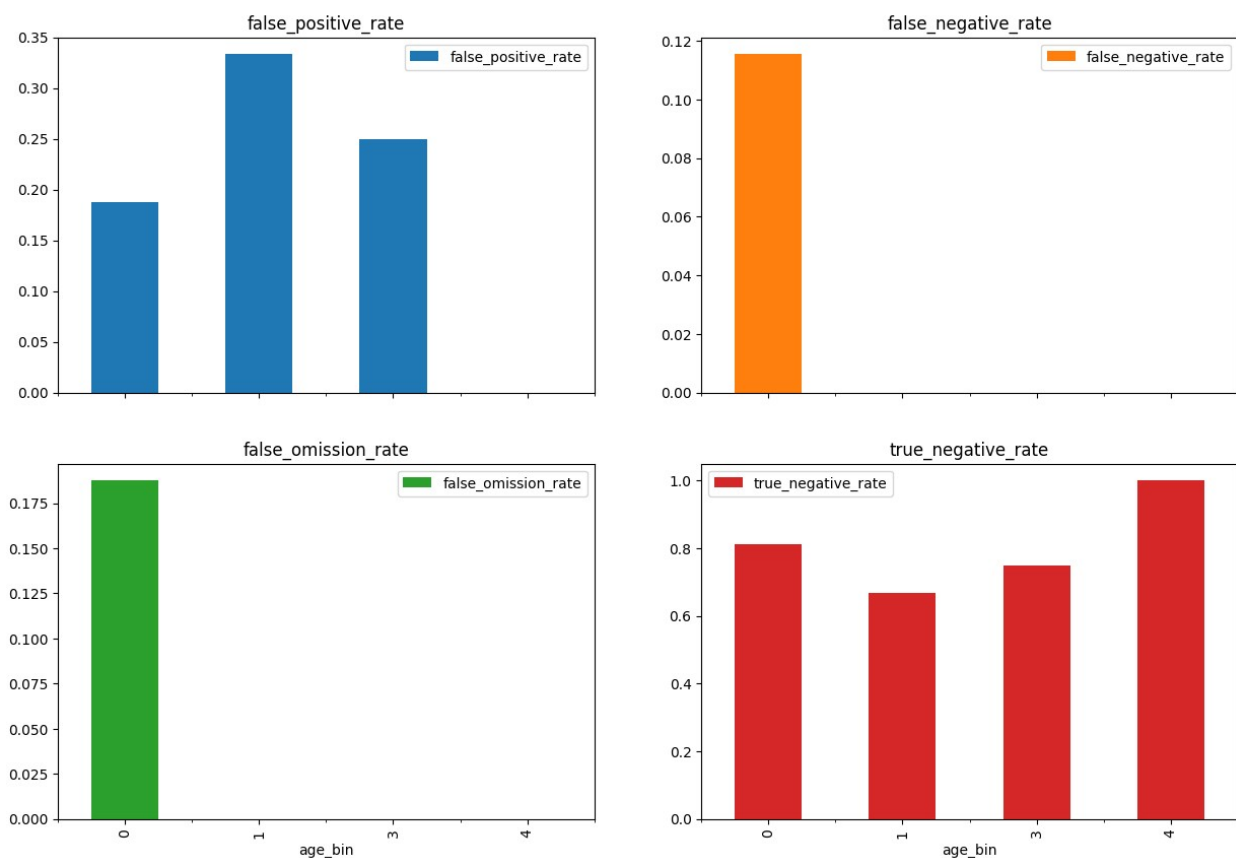 false_positive_rate
0.35
0.30
0.25
0.20
0.15
0.10
0.05
0.00
false_positive_rate
false_negative_rate
0.12
0.10
0.08
0.06
0.04
0.02
0.00
false_negative_rate
false_omission_rate
0.175
0.150
0.125
0.100
0.075
0.050
0.025
0.000
false_omission_rate
0 1 3 4
age_bin
true_negative_rate
1.0
0.8
0.6
0.4
0.2
0.0
true_negative_rate
0 1 3 4
age_bin